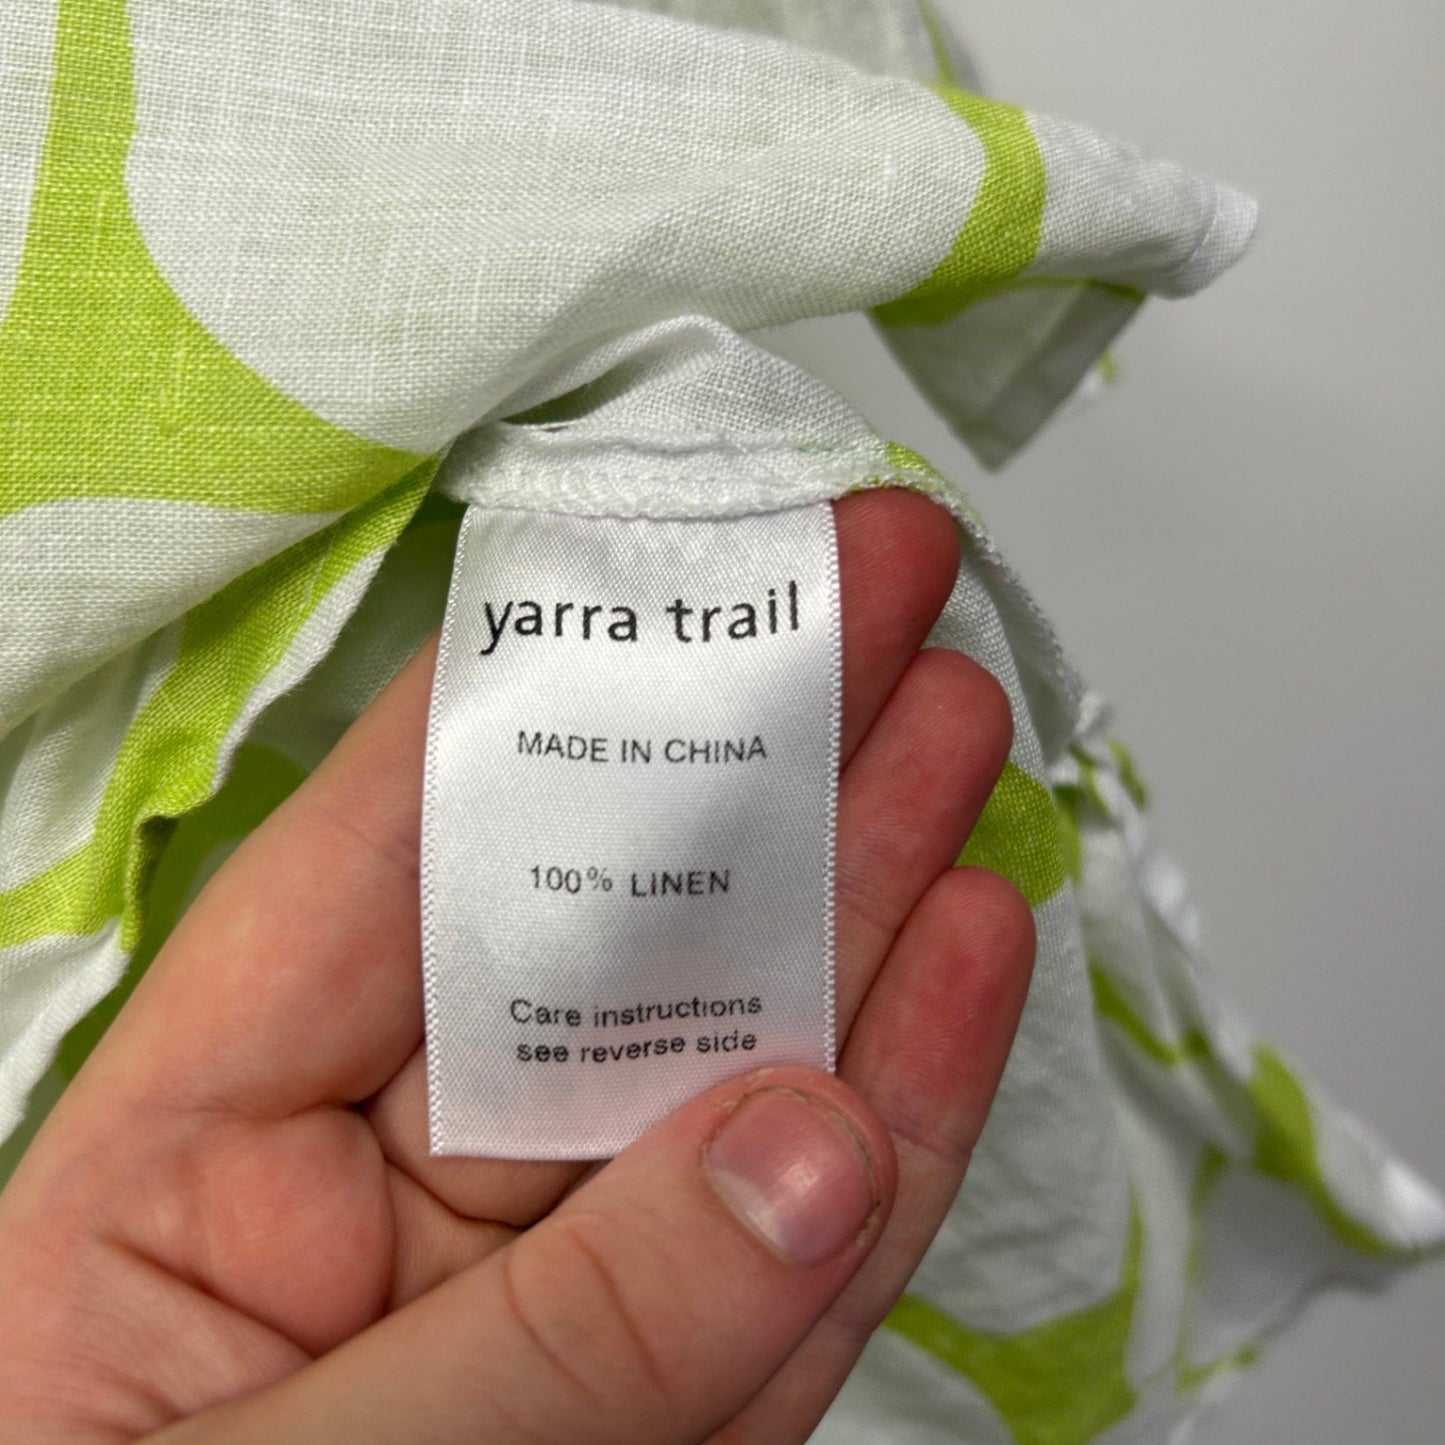 yarra trail
MADE IN CHINA
100% LINEN
Care instructions
see reverse side